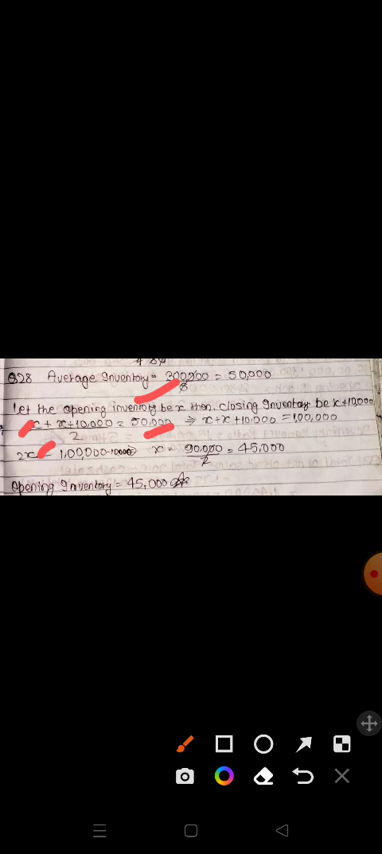 Q28 Average Inventory = 300,000 / 6 = 50,000
Let the opening inventory be x then closing Inventory be x+10,000
x + x+10,000 / 2 = 50,000 ⇒ x+x+10,000 = 100,000
2x = 1,00,000-10000 ⇒ x = 90,000 / 2 = 45,000
Opening Inventory = 45,000